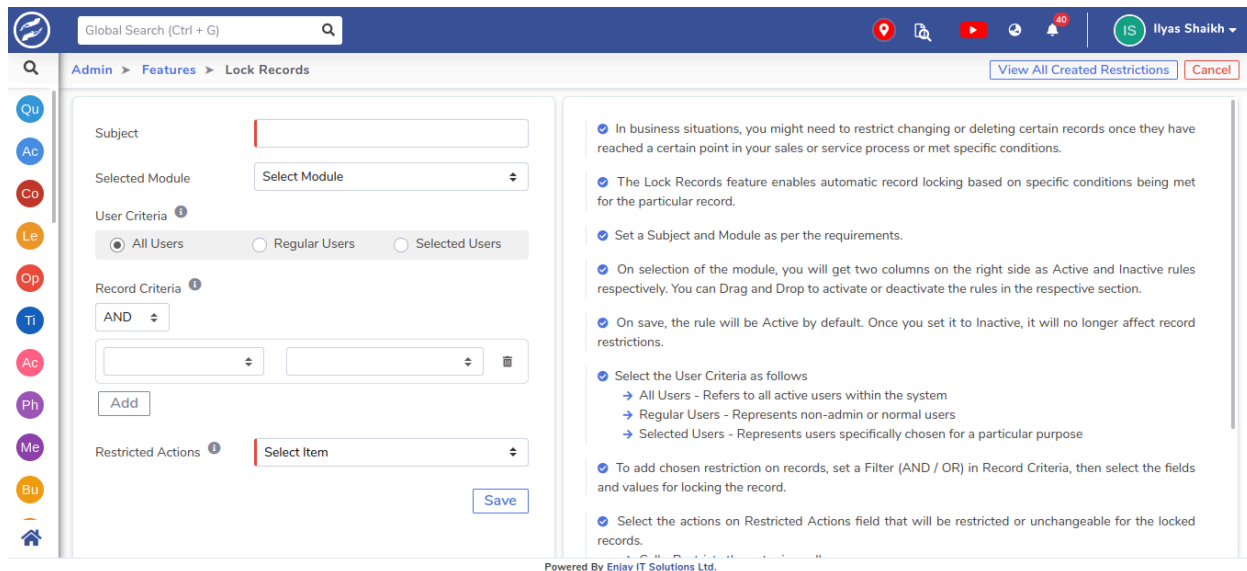 Global Search (Ctrl + G)
40
IS
Ilyas Shaikh
Admin ➤ Features ➤ Lock Records
View All Created Restrictions
Cancel
Qu
Ac
Co
Le
Op
Ti
Ac
Ph
Me
Bu
Subject
Selected Module
Select Module
User Criteria
All Users
Regular Users
Selected Users
Record Criteria
AND
Add
Restricted Actions
Select Item
Save
In business situations, you might need to restrict changing or deleting certain records once they have
reached a certain point in your sales or service process or met specific conditions.
The Lock Records feature enables automatic record locking based on specific conditions being met
for the particular record.
Set a Subject and Module as per the requirements.
On selection of the module, you will get two columns on the right side as Active and Inactive rules
respectively. You can Drag and Drop to activate or deactivate the rules in the respective section.
On save, the rule will be Active by default. Once you set it to Inactive, it will no longer affect record
restrictions.
Select the User Criteria as follows
→ All Users - Refers to all active users within the system
→ Regular Users - Represents non-admin or normal users
→ Selected Users - Represents users specifically chosen for a particular purpose
To add chosen restriction on records, set a Filter (AND / OR) in Record Criteria, then select the fields
and values for locking the record.
Select the actions on Restricted Actions field that will be restricted or unchangeable for the locked
records.
Powered By Enjay IT Solutions Ltd.